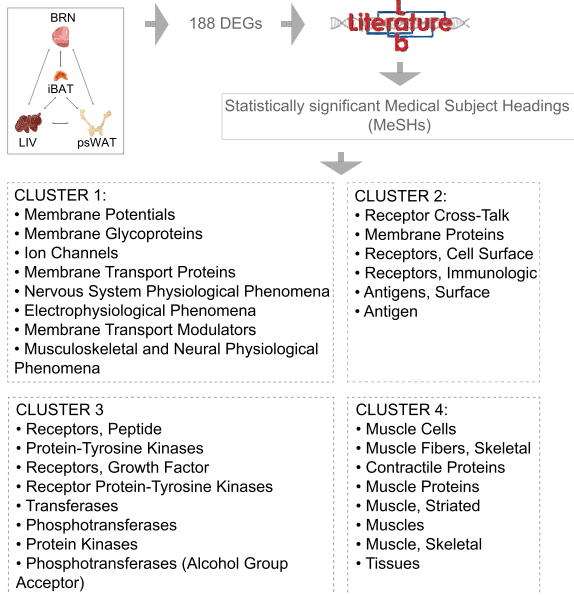 BRN
iBAT
LIV
psWAT
188 DEGs
L
Literature
b
Statistically significant Medical Subject Headings
(MeSHs)
CLUSTER 1:
• Membrane Potentials
• Membrane Glycoproteins
• Ion Channels
• Membrane Transport Proteins
• Nervous System Physiological Phenomena
• Electrophysiological Phenomena
• Membrane Transport Modulators
• Musculoskeletal and Neural Physiological
Phenomena
CLUSTER 2:
• Receptor Cross-Talk
• Membrane Proteins
• Receptors, Cell Surface
• Receptors, Immunologic
• Antigens, Surface
• Antigen
CLUSTER 3
• Receptors, Peptide
• Protein-Tyrosine Kinases
• Receptors, Growth Factor
• Receptor Protein-Tyrosine Kinases
• Transferases
• Phosphotransferases
• Protein Kinases
• Phosphotransferases (Alcohol Group
Acceptor)
CLUSTER 4:
• Muscle Cells
• Muscle Fibers, Skeletal
• Contractile Proteins
• Muscle Proteins
• Muscle, Striated
• Muscles
• Muscle, Skeletal
• Tissues